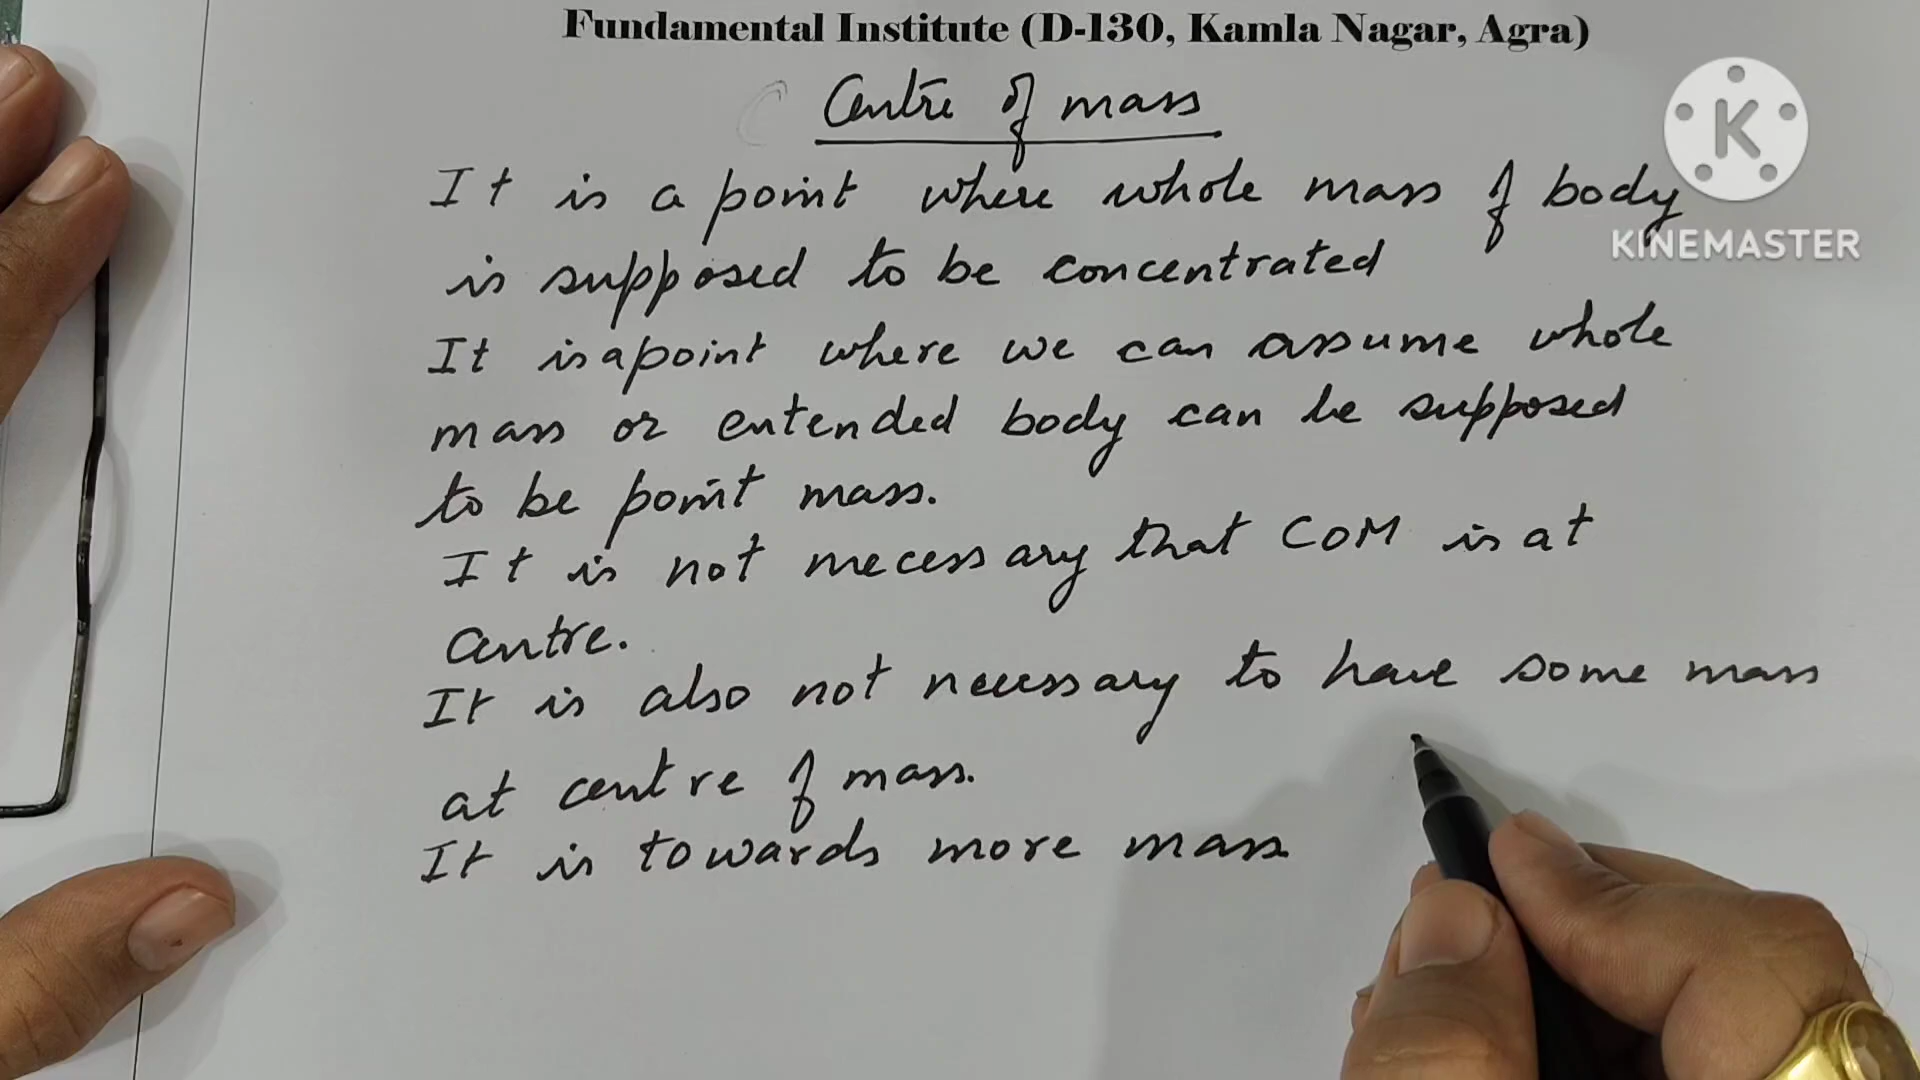 Fundamental Institute (D-130, Kamla Nagar, Agra)
Centre of mass
It is a point where whole mass of body
is supposed to be concentrated
It is a point where we can assume whole
mass or extended body can be supposed
to be point mass.
It is not necessary that COM is at
centre.
It is also not necessary to have some mass
at centre of mass.
It is towards more mass
K
KINEMASTER